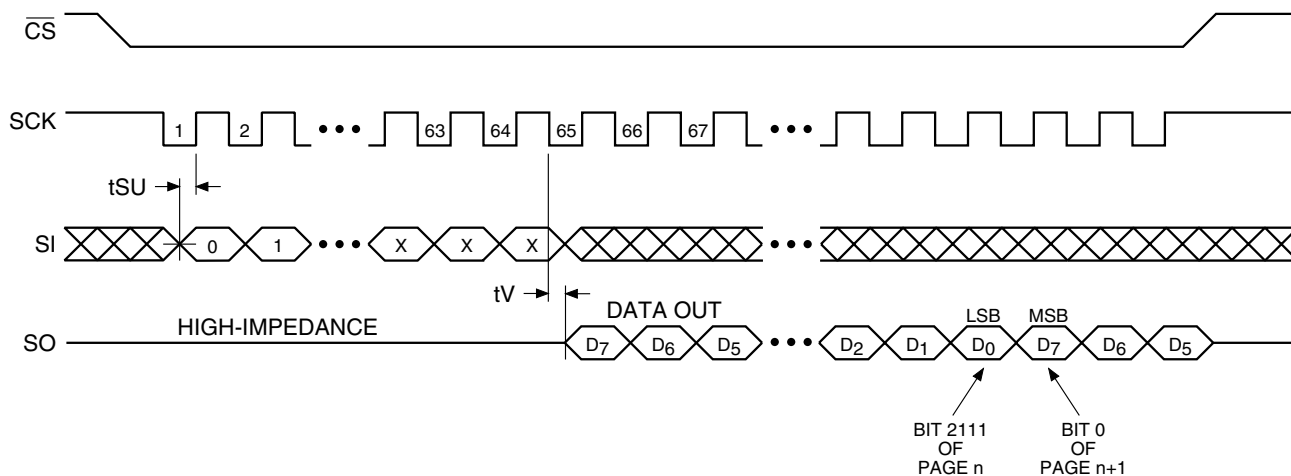 CS
SCK
1 2 ••• 63 64 65 66 67 •••
tSU
SI
0 1 ••• X X X •••
tV
HIGH-IMPEDANCE
DATA OUT
LSB MSB
SO
D7 D6 D5 ••• D2 D1 D0 D7 D6 D5
BIT 2111
OF
PAGE n
BIT 0
OF
PAGE n+1